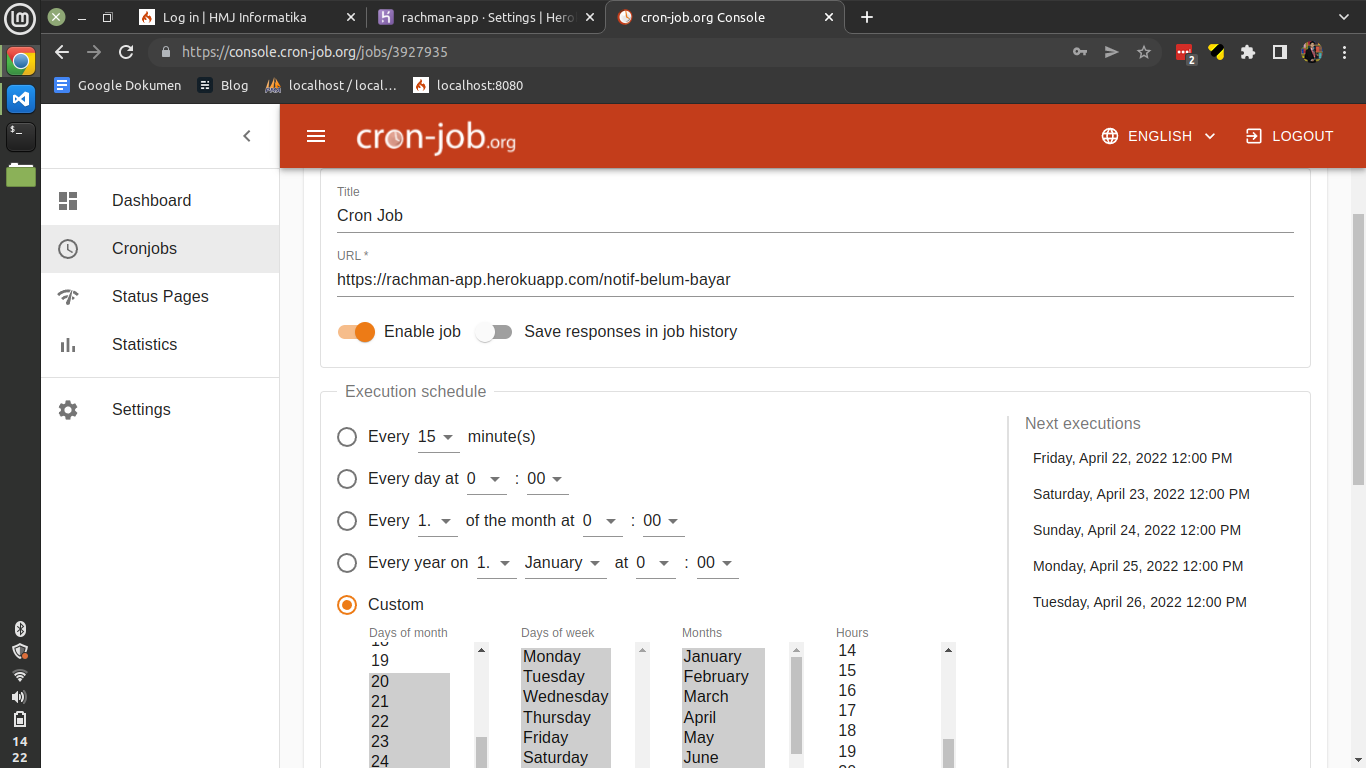 Log in | HMJ Informatika
rachman-app · Settings | Hero
cron-job.org Console
https://console.cron-job.org/jobs/3927935
2
Google Dokumen
Blog
localhost / local...
localhost:8080
cron-job.org
ENGLISH
LOGOUT
Dashboard
Cronjobs
Status Pages
Statistics
Settings
Title
Cron Job
URL *
https://rachman-app.herokuapp.com/notif-belum-bayar
Enable job
Save responses in job history
Execution schedule
Every 15 minute(s)
Every day at 0 : 00
Every 1. of the month at 0 : 00
Every year on 1. January at 0 : 00
Custom
Next executions
Friday, April 22, 2022 12:00 PM
Saturday, April 23, 2022 12:00 PM
Sunday, April 24, 2022 12:00 PM
Monday, April 25, 2022 12:00 PM
Tuesday, April 26, 2022 12:00 PM
Days of month
18
19
20
21
22
23
24
Days of week
Monday
Tuesday
Wednesday
Thursday
Friday
Saturday
Months
January
February
March
April
May
June
Hours
14
15
16
17
18
19
14
22